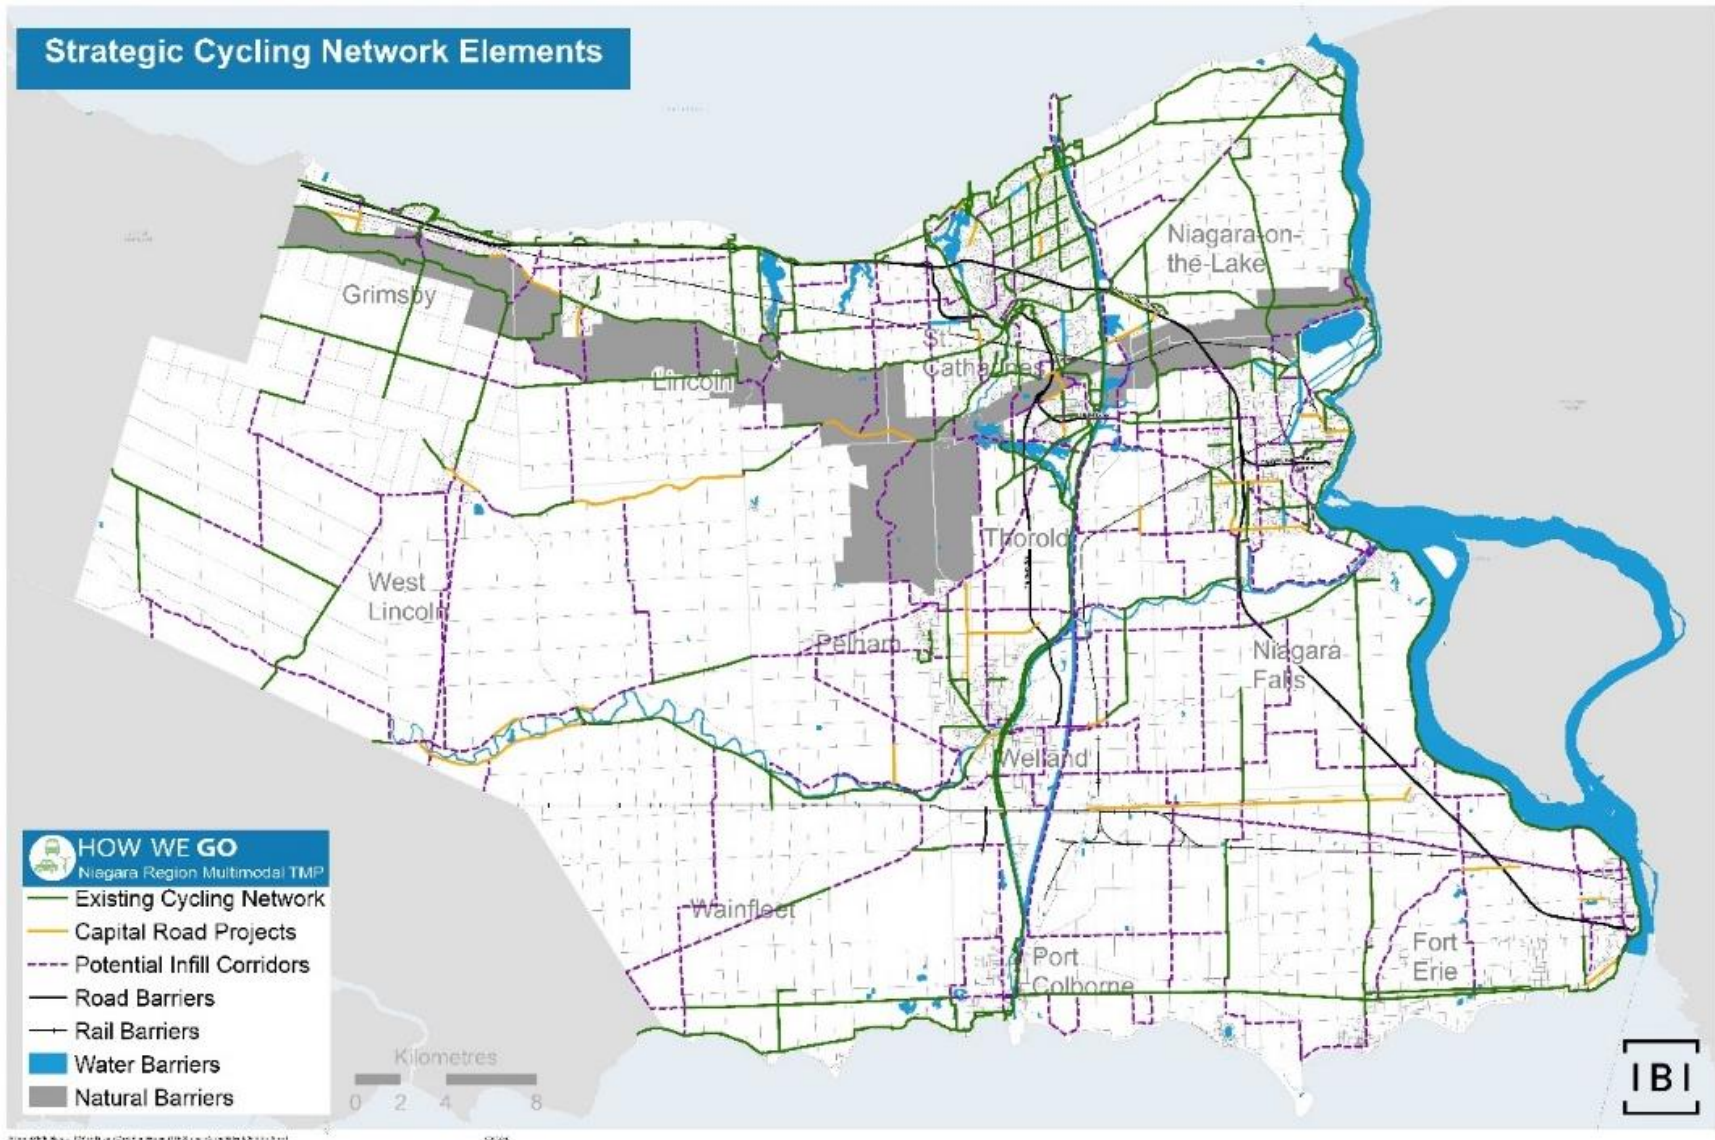 Strategic Cycling Network Elements
Niagara-on-
the-Lake
Grimsby
St.
Catharines
Lincoln
Thorold
West
Lincoln
Pelham
Niagara
Falls
Welland
HOW WE GO
Niagara Region Multimodal TMP
Existing Cycling Network
Capital Road Projects
Potential Infill Corridors
Road Barriers
Rail Barriers
Water Barriers
Natural Barriers
Wainfleet
Port
Colborne
Fort
Erie
Kilometres
0 2 4 8
IBI